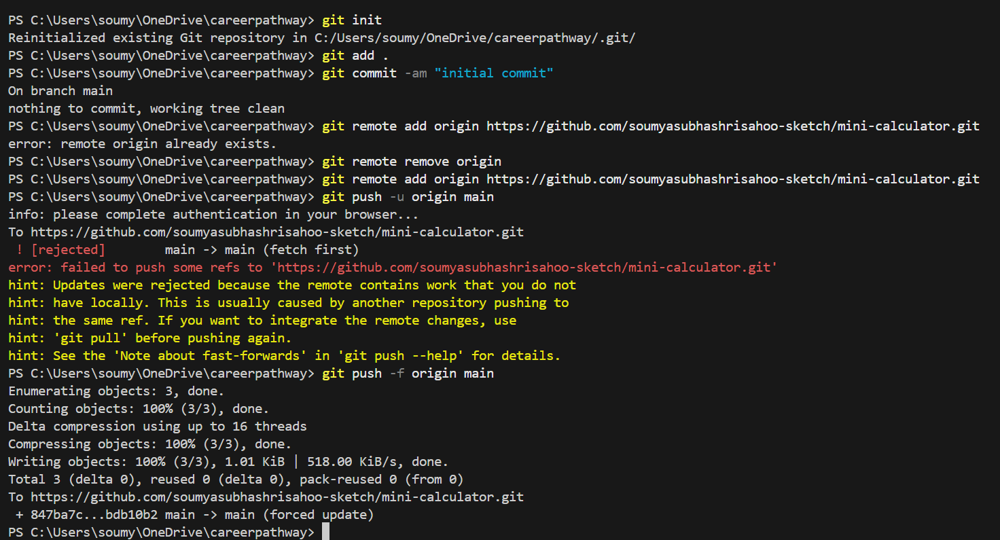 PS C:\Users\soumy\OneDrive\careerpathway> git init
Reinitialized existing Git repository in C:/Users/soumy/OneDrive/careerpathway/.git/
PS C:\Users\soumy\OneDrive\careerpathway> git add .
PS C:\Users\soumy\OneDrive\careerpathway> git commit -am "initial commit"
On branch main
nothing to commit, working tree clean
PS C:\Users\soumy\OneDrive\careerpathway> git remote add origin https://github.com/soumyasubhashrisahoo-sketch/mini-calculator.git
error: remote origin already exists.
PS C:\Users\soumy\OneDrive\careerpathway> git remote remove origin
PS C:\Users\soumy\OneDrive\careerpathway> git remote add origin https://github.com/soumyasubhashrisahoo-sketch/mini-calculator.git
PS C:\Users\soumy\OneDrive\careerpathway> git push -u origin main
info: please complete authentication in your browser...
To https://github.com/soumyasubhashrisahoo-sketch/mini-calculator.git
 ! [rejected]        main -> main (fetch first)
error: failed to push some refs to 'https://github.com/soumyasubhashrisahoo-sketch/mini-calculator.git'
hint: Updates were rejected because the remote contains work that you do not
hint: have locally. This is usually caused by another repository pushing to
hint: the same ref. If you want to integrate the remote changes, use
hint: 'git pull' before pushing again.
hint: See the 'Note about fast-forwards' in 'git push --help' for details.
PS C:\Users\soumy\OneDrive\careerpathway> git push -f origin main
Enumerating objects: 3, done.
Counting objects: 100% (3/3), done.
Delta compression using up to 16 threads
Compressing objects: 100% (3/3), done.
Writing objects: 100% (3/3), 1.01 KiB | 518.00 KiB/s, done.
Total 3 (delta 0), reused 0 (delta 0), pack-reused 0 (from 0)
To https://github.com/soumyasubhashrisahoo-sketch/mini-calculator.git
 + 847ba7c...bdb10b2 main -> main (forced update)
PS C:\Users\soumy\OneDrive\careerpathway>